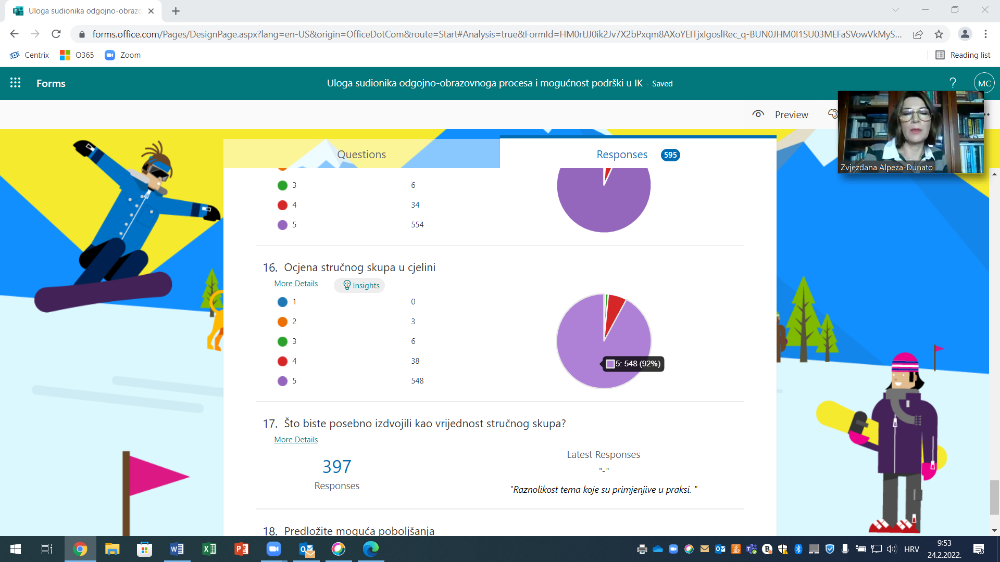 Uloga sudionika odgojno-obrazo
forms.office.com/Pages/DesignPage.aspx?lang=en-US&origin=OfficeDotCom&route=Start#Analysis=true&FormId=
Centrix O365 Zoom Reading list
Forms Uloga sudionika odgojno-obrazovnoga procesa i mogućnost podrški u IK - Saved ? MC
Preview
Zvjezdana Alpeza-Dunato
Questions Responses 595
3 6
4 34
5 554
16. Ocjena stručnog skupa u cjelini
More Details Insights
1 0
2 3
3 6
4 38
5 548
5: 548 (92%)
17. Što biste posebno izdvojili kao vrijednost stručnog skupa?
More Details
397
Responses
Latest Responses
"-"
"Raznolikost tema koje su primjenjive u praksi. "
18. Predložite moguća poboljšanja
HRV
9:53
24.2.2022.